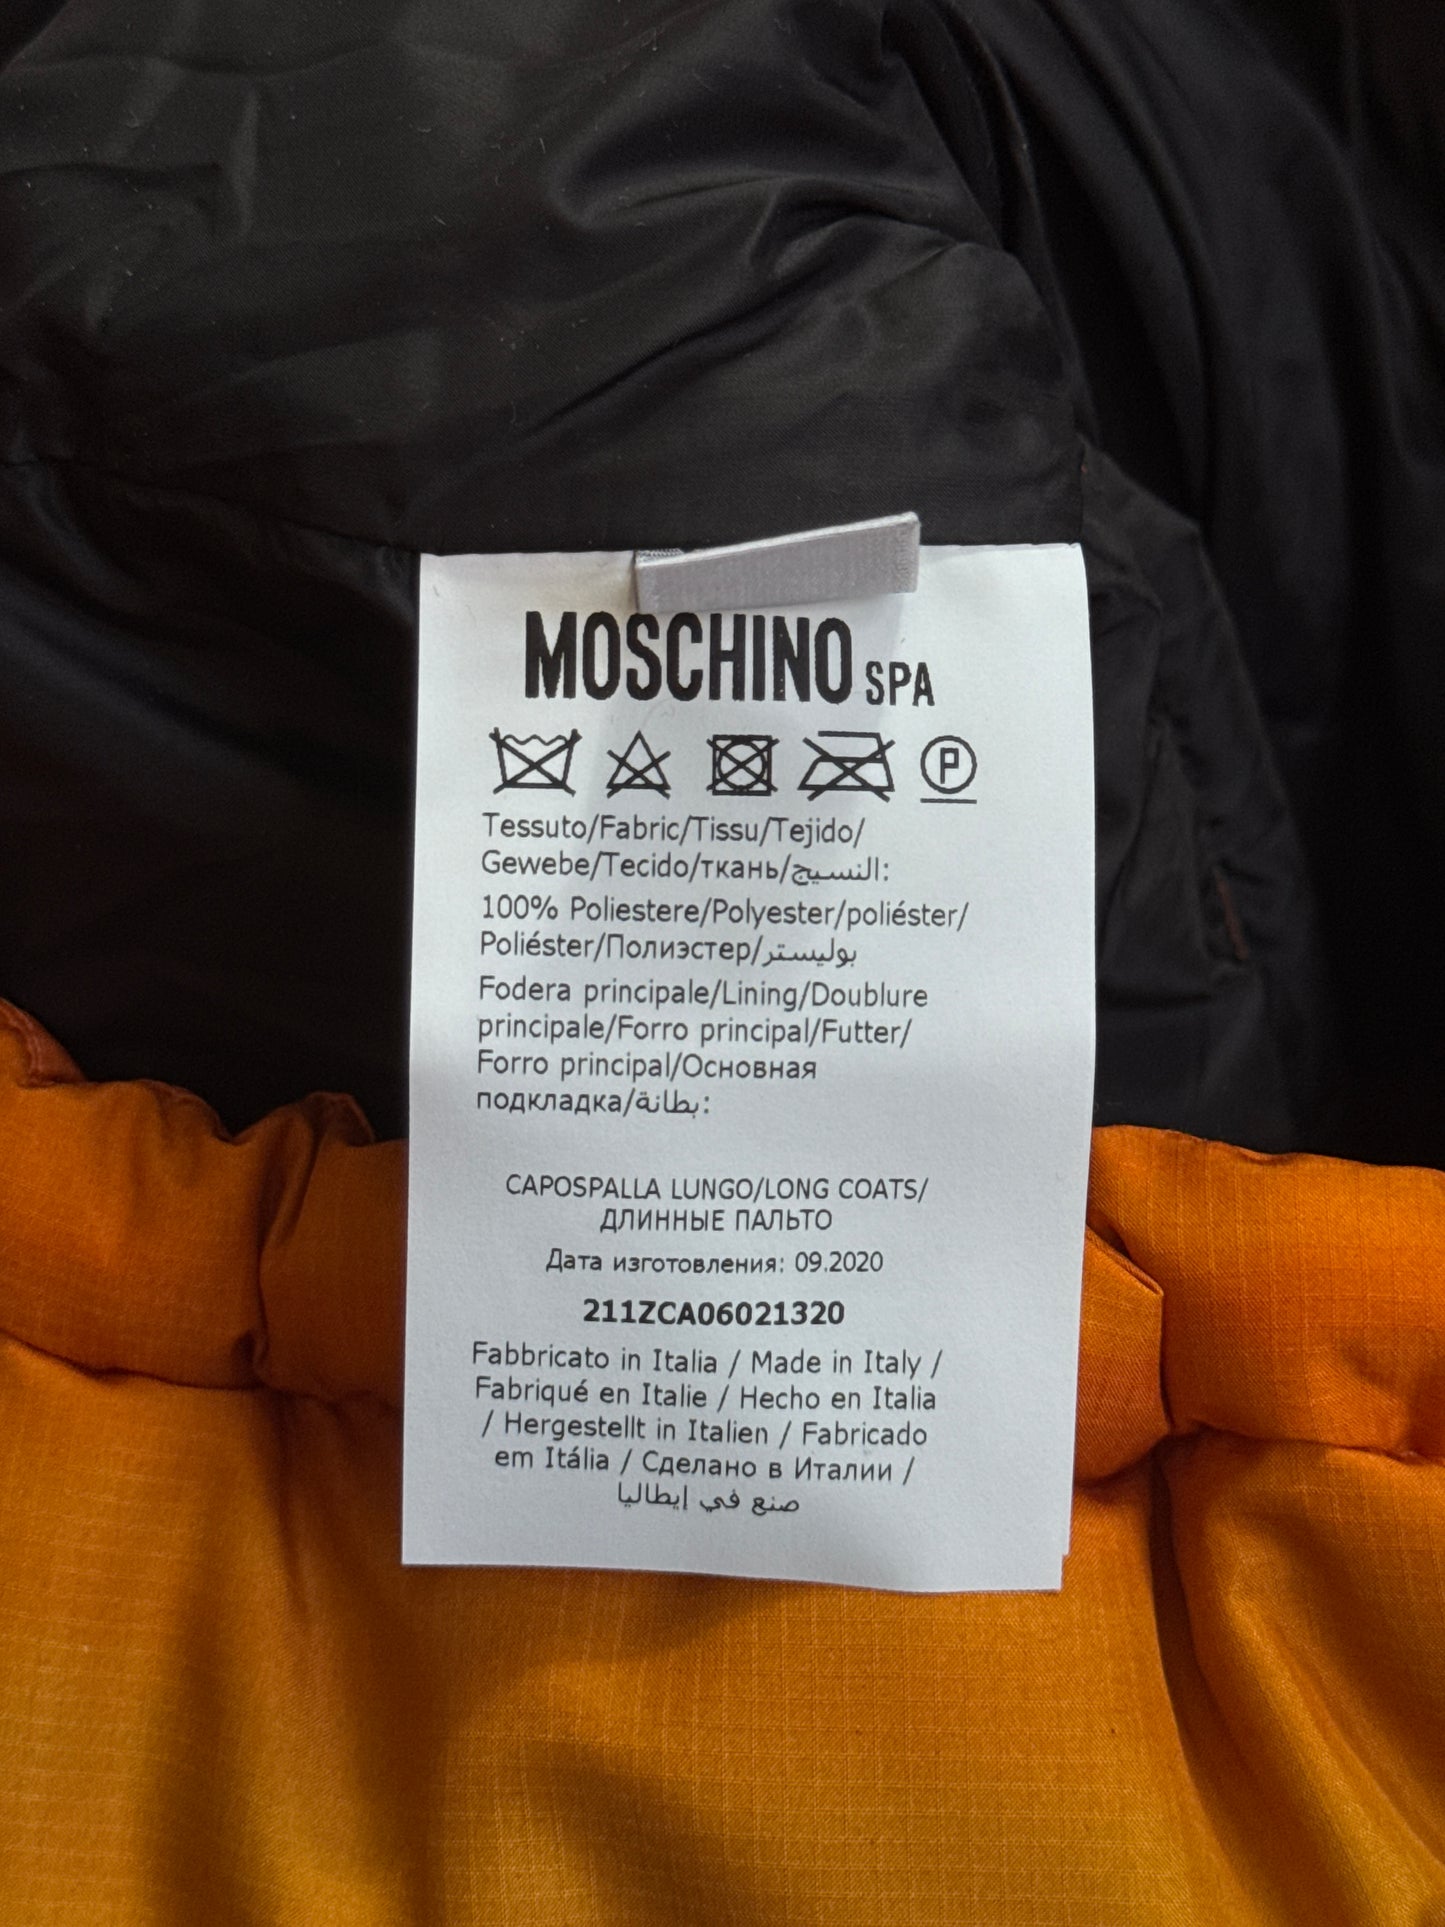 MOSCHINO SPA
P
Tessuto/Fabric/Tissu/Tejido/
Gewebe/Tecido/ткань/النسيج:
100% Poliestere/Polyester/poliéster/
Poliéster/Полиэстер/بوليستر
Fodera principale/Lining/Doublure
principale/Forro principal/Futter/
Forro principal/Основная
подкладка/بطانة:
CAPOSPALLA LUNGO/LONG COATS/
ДЛИННЫЕ ПАЛЬТО
Дата изготовления: 09.2020
211ZCA06021320
Fabbricato in Italia / Made in Italy /
Fabriqué en Italie / Hecho en Italia
/ Hergestellt in Italien / Fabricado
em Itália / Сделано в Италии /
صنع في إيطاليا